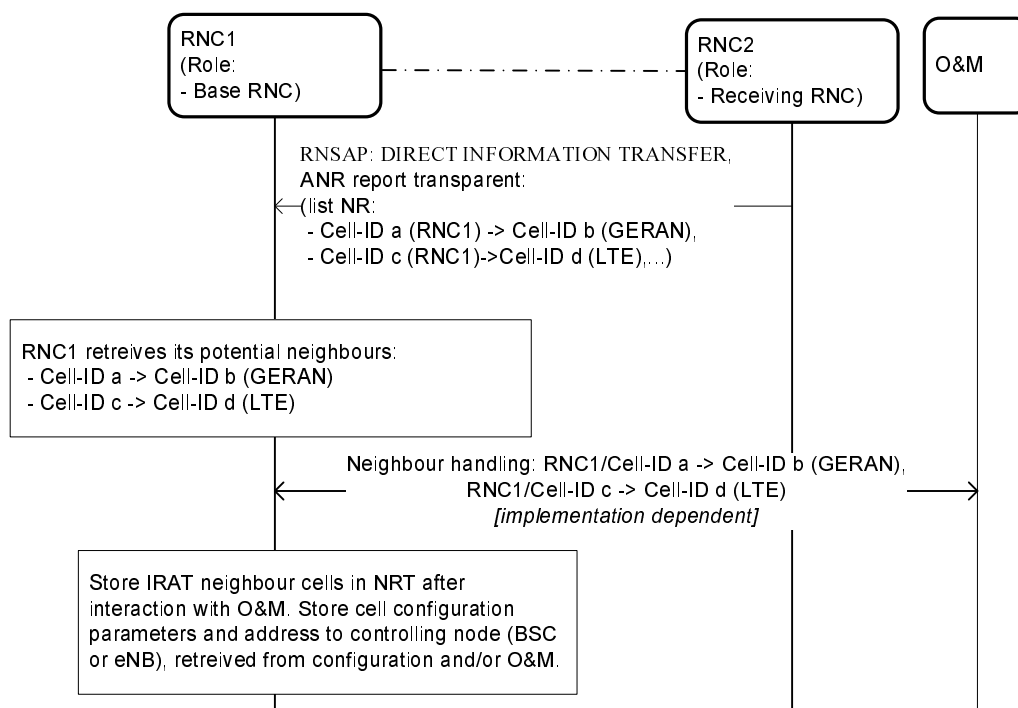 RNC1
(Role:
- Base RNC)
RNC2
(Role:
- Receiving RNC)
O&M
RNSAP: DIRECT INFORMATION TRANSFER,
ANR report transparent:
(list NR:
- Cell-ID a (RNC1) -> Cell-ID b (GERAN),
- Cell-ID c (RNC1)->Cell-ID d (LTE),...)
RNC1 retreives its potential neighbours:
- Cell-ID a -> Cell-ID b (GERAN)
- Cell-ID c -> Cell-ID d (LTE)
Neighbour handling: RNC1/Cell-ID a -> Cell-ID b (GERAN),
RNC1/Cell-ID c -> Cell-ID d (LTE)
[implementation dependent]
Store IRAT neighbour cells in NRT after
interaction with O&M. Store cell configuration
parameters and address to controlling node (BSC
or eNB), retreived from configuration and/or O&M.